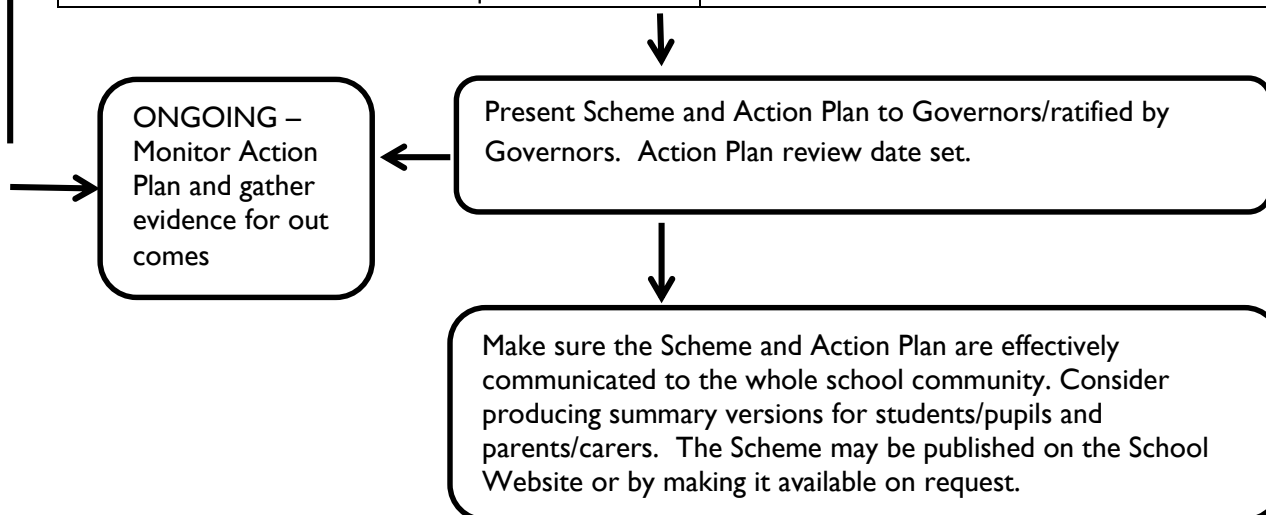 ONGOING –
Monitor Action
Plan and gather
evidence for out
comes
Present Scheme and Action Plan to Governors/ratified by
Governors.  Action Plan review date set.
Make sure the Scheme and Action Plan are effectively
communicated to the whole school community. Consider
producing summary versions for students/pupils and
parents/carers.  The Scheme may be published on the School
Website or by making it available on request.